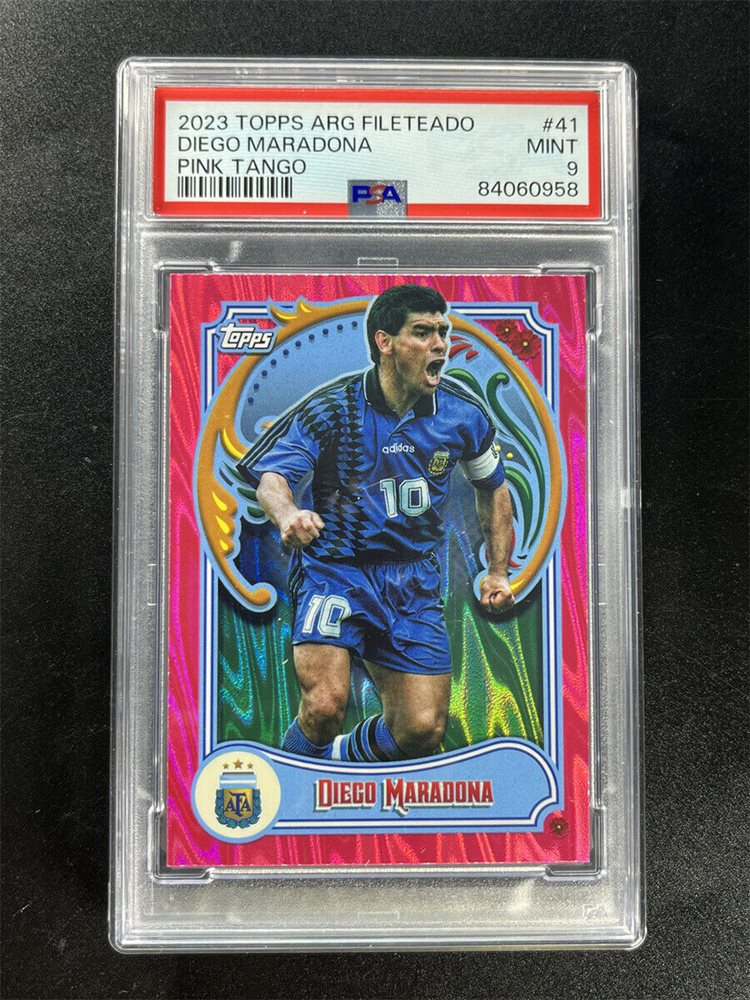 2023 TOPPS ARG FILETEADO #41
DIEGO MARADONA MINT
PINK TANGO 9
PSA 84060958
topps
adidas
AFA
10
10
AFA
DIEGO MARADONA